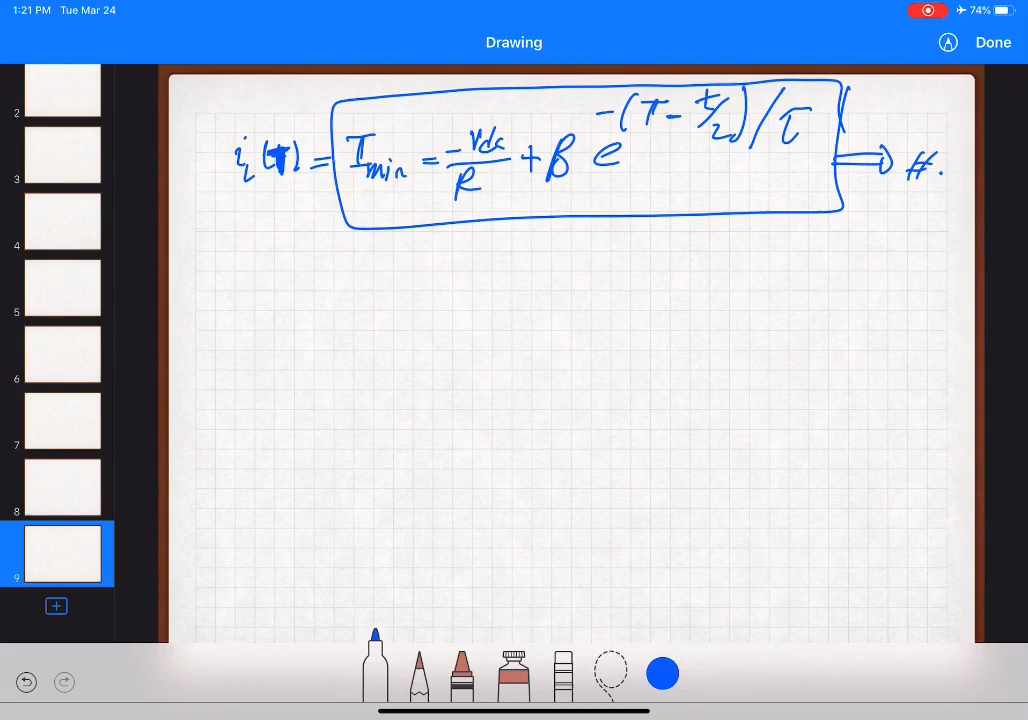 1:21 PM Tue Mar 24
74%
Drawing
Done
i_L(T) = I_min = -Vdc/R + β e^{-(T - T/2)/τ} ⟹ #.
2
3
4
5
6
7
8
9